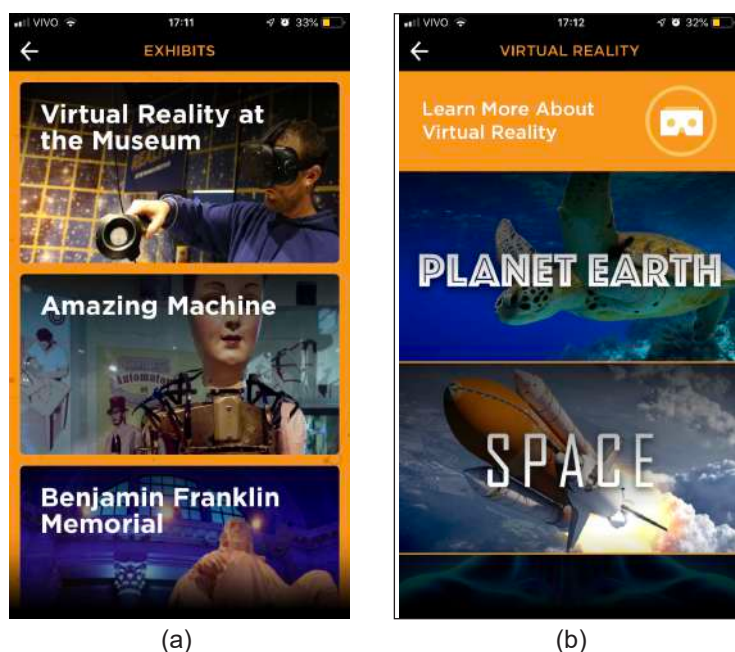 VIVO 17:11 33%
EXHIBITS
Virtual Reality at
the Museum
Amazing Machine
Automaton
Benjamin Franklin
Memorial
(a)
VIVO 17:12 32%
VIRTUAL REALITY
Learn More About
Virtual Reality
PLANET EARTH
SPACE
(b)